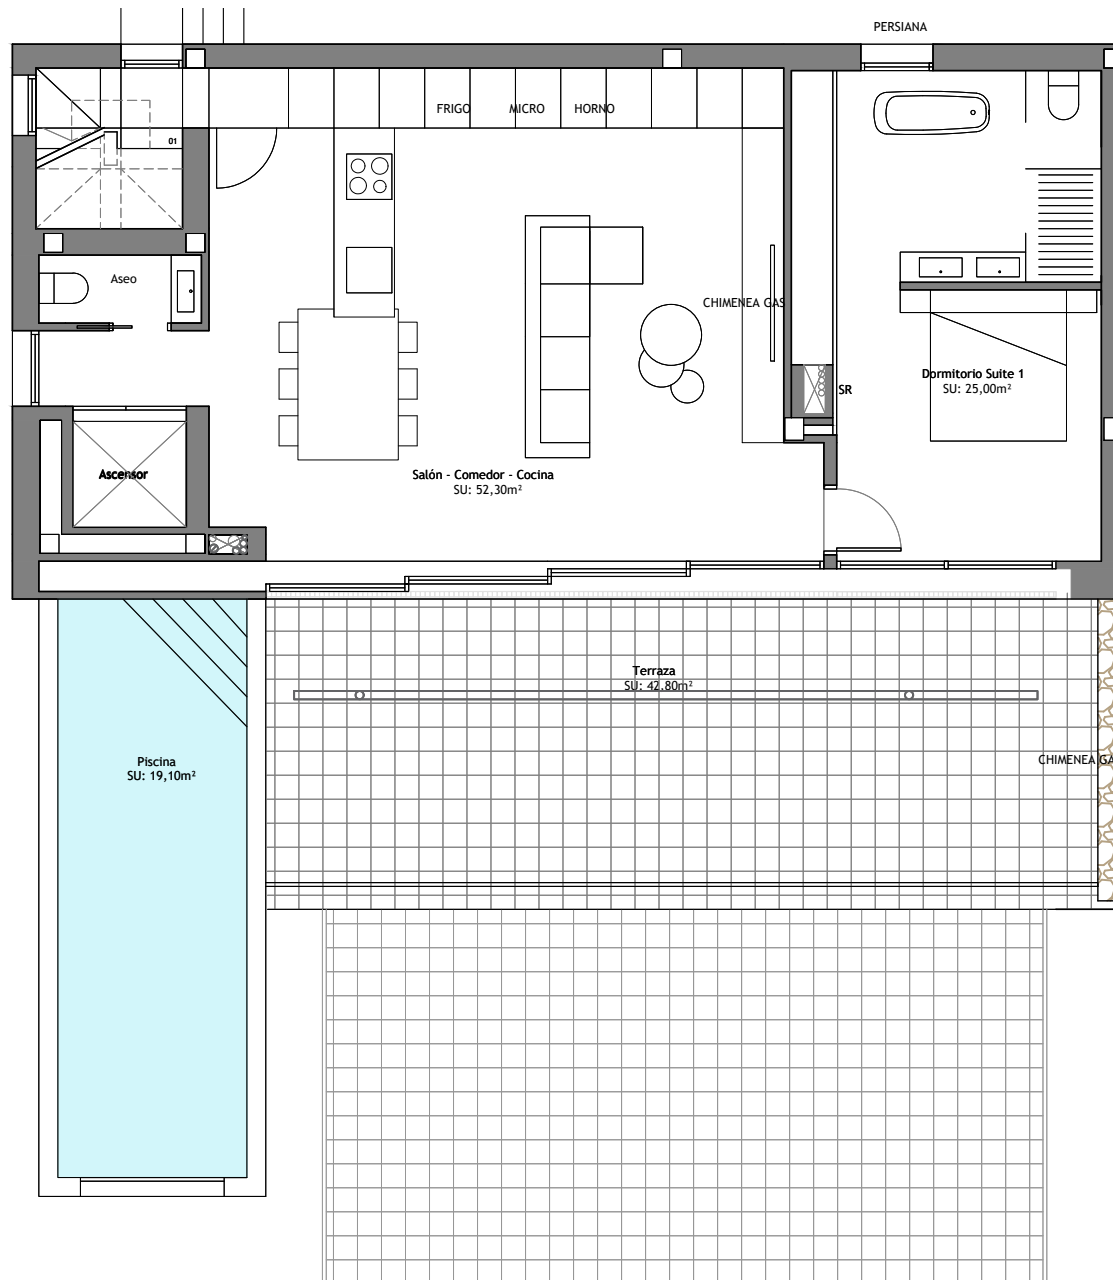 PERSIANA
FRIGO
MICRO
HORNO
01
Aseo
CHIMENEA GAS
Dormitorio Suite 1
SU: 25,00m²
SR
Ascensor
Salón - Comedor - Cocina
SU: 52,30m²
Terraza
SU: 42.80m²
Piscina
SU: 19,10m²
CHIMENEA GA